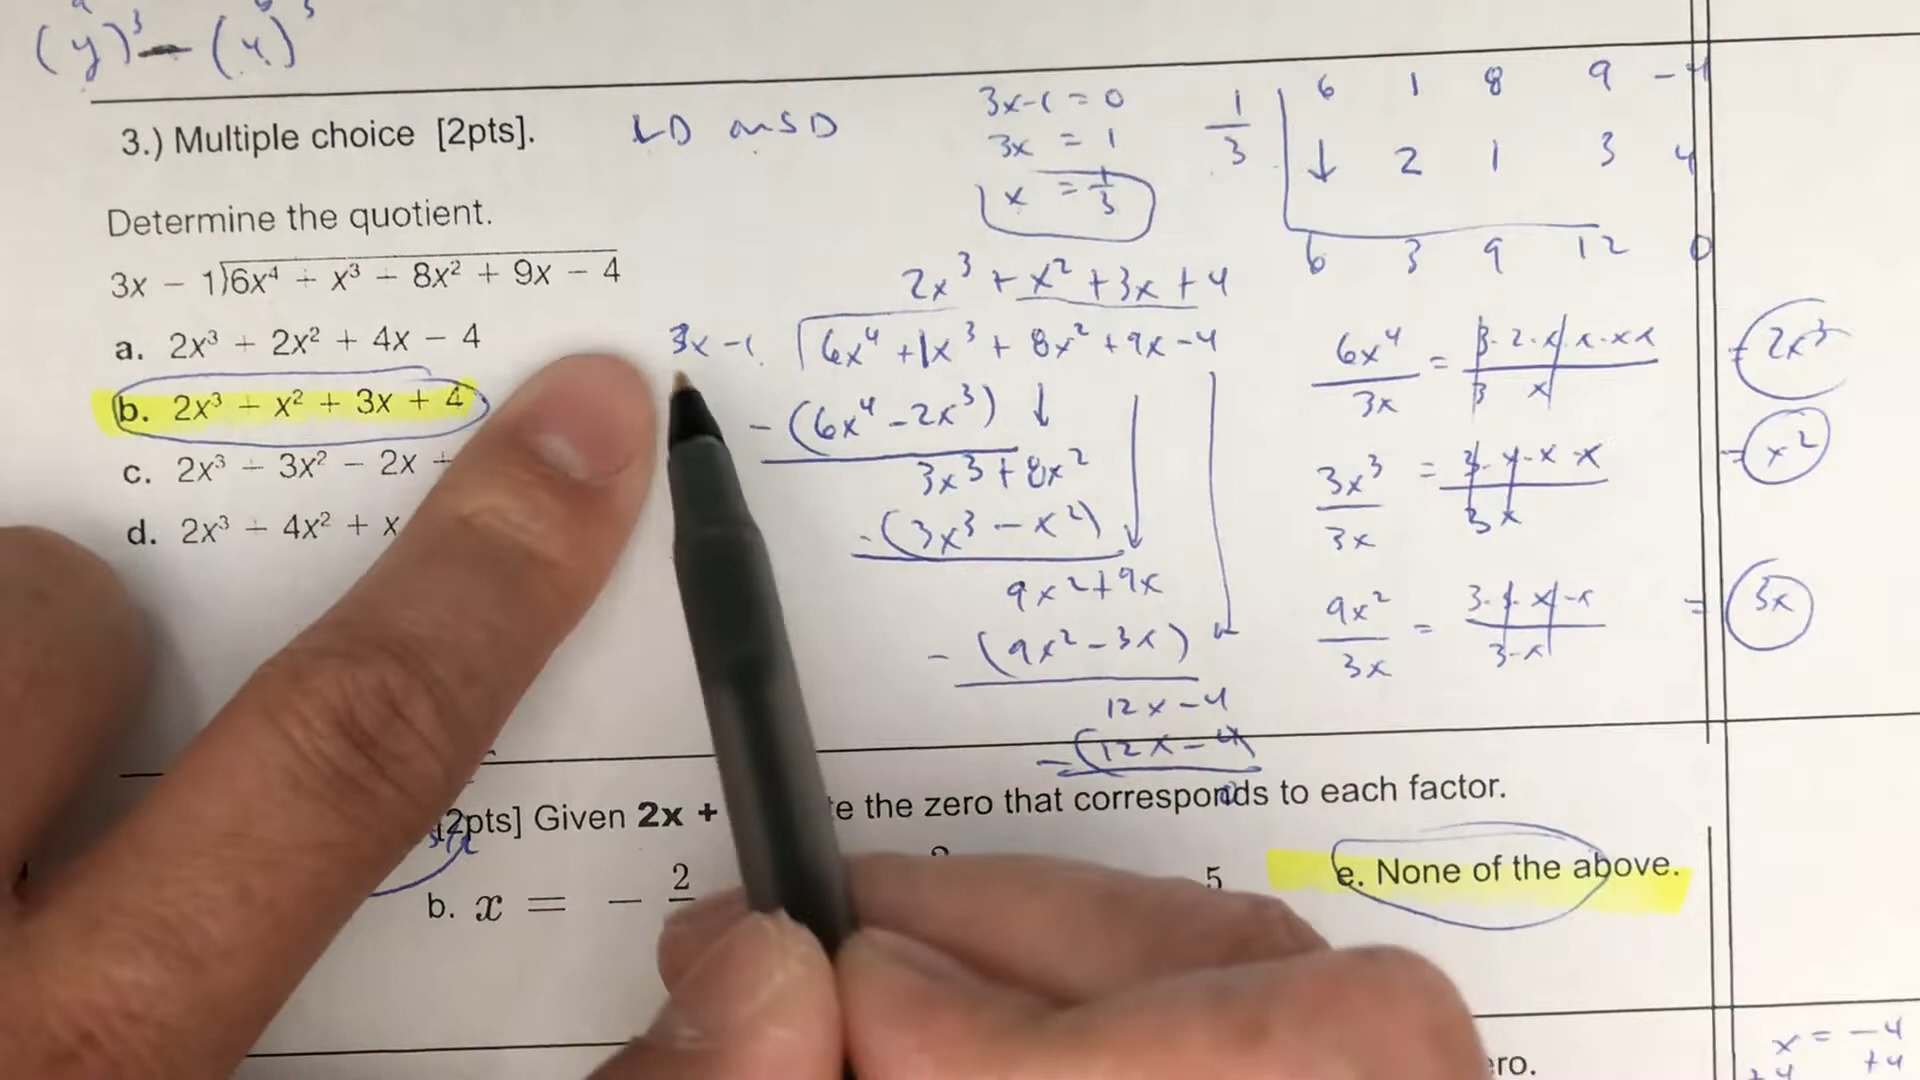 (y)³ - (4)³
3.) Multiple choice [2pts].
LD or SD
Determine the quotient.
3x - 1)6x⁴ + x³ + 8x² + 9x - 4
a. 2x³ + 2x² + 4x - 4
b. 2x³ + x² + 3x + 4
c. 2x³ + 3x² - 2x +
d. 2x³ + 4x² + x
3x-1 = 0
3x = 1
x = 1/3
1/3 | 6 1 8 9 -4
↓ 2 1 3 4
6 3 9 12 0
2x³ + x² + 3x + 4
3x - 1 6x⁴ + 1x³ + 8x² + 9x - 4
- (6x⁴ - 2x³) ↓
3x³ + 8x²
- (3x³ - x²)
9x² + 9x
- (9x² - 3x)
12x - 4
- (12x - 4)
0
6x⁴/3x = 3·2·x·x·x·x/3 x = 2x³
3x³/3x = 3·x·x·x/3 x = x²
9x²/3x = 3·3·x·x/3·x = 3x
[2pts] Given 2x + e the zero that corresponds to each factor.
b. x = - 2
5
e. None of the above.
ero.
x = -4
+4